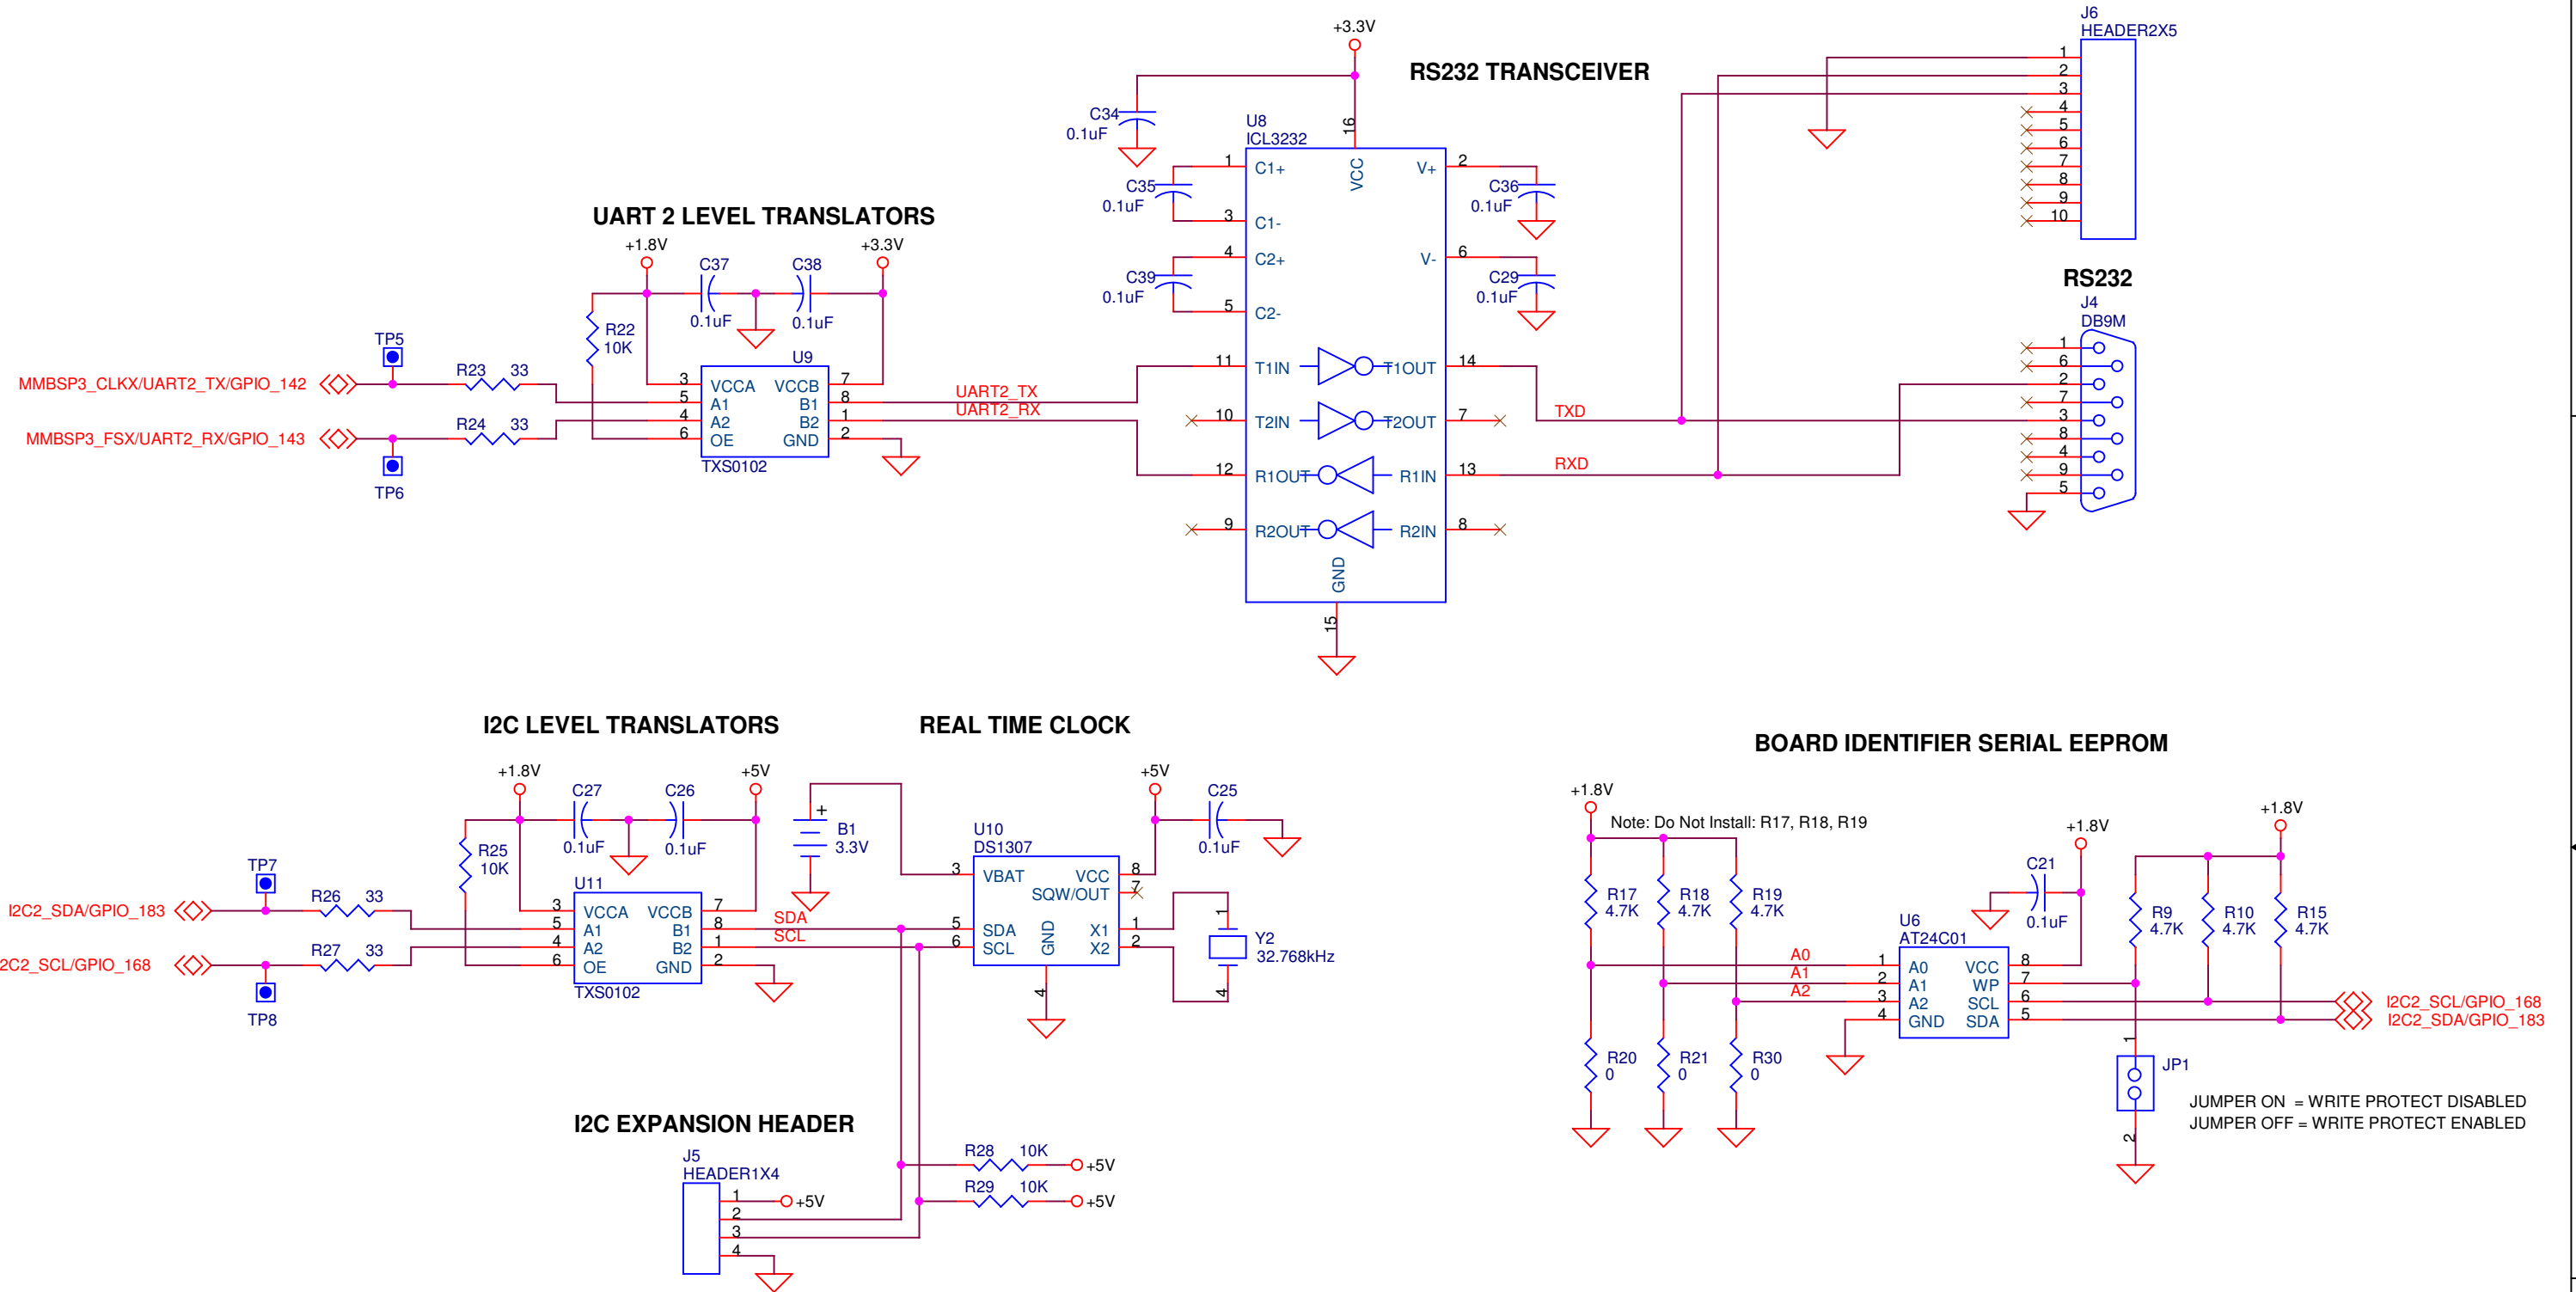 +3.3V
RS232 TRANSCEIVER
J6
HEADER2X5
1
2
3
4
5
6
7
8
9
10
C34
0.1uF
U8
ICL3232
16
1
C1+
VCC
V+
2
C35
0.1uF
C36
0.1uF
3
C1-
4
C2+
V-
6
C39
0.1uF
C29
0.1uF
5
C2-
11
T1IN
T1OUT
14
10
T2IN
T2OUT
7
12
R1OUT
R1IN
13
9
R2OUT
R2IN
8
GND
15
TXD
RXD
RS232
J4
DB9M
1
6
2
7
3
8
4
9
5
UART 2 LEVEL TRANSLATORS
+1.8V
+3.3V
C37
C38
0.1uF
0.1uF
R22
10K
TP5
U9
MMBSP3_CLKX/UART2_TX/GPIO_142
R23 33
3 VCCA VCCB 7
5 A1 B1 8
4 A2 B2 1
6 OE GND 2
TXS0102
UART2_TX
UART2_RX
MMBSP3_FSX/UART2_RX/GPIO_143
R24 33
TP6
I2C LEVEL TRANSLATORS
+1.8V
+5V
C27
C26
0.1uF
0.1uF
R25
10K
TP7
U11
I2C2_SDA/GPIO_183
R26 33
3 VCCA VCCB 7
5 A1 B1 8
4 A2 B2 1
6 OE GND 2
TXS0102
SDA
SCL
2C2_SCL/GPIO_168
R27 33
TP8
REAL TIME CLOCK
+5V
C25
0.1uF
+
B1
3.3V
U10
DS1307
3 VBAT VCC 8
SQW/OUT 7
5 SDA X1 1
6 SCL X2 2
GND
4
1
Y2
32.768kHz
4
I2C EXPANSION HEADER
J5
HEADER1X4
1
+5V
2
3
4
R28 10K
+5V
R29 10K
+5V
BOARD IDENTIFIER SERIAL EEPROM
+1.8V
Note: Do Not Install: R17, R18, R19
+1.8V
+1.8V
R17
4.7K
R18
4.7K
R19
4.7K
C21
0.1uF
R9
4.7K
R10
4.7K
R15
4.7K
U6
AT24C01
A0
A1
A2
1 A0 VCC 8
2 A1 WP 7
3 A2 SCL 6
4 GND SDA 5
I2C2_SCL/GPIO_168
I2C2_SDA/GPIO_183
R20
0
R21
0
R30
0
1
JP1
2
JUMPER ON = WRITE PROTECT DISABLED
JUMPER OFF = WRITE PROTECT ENABLED